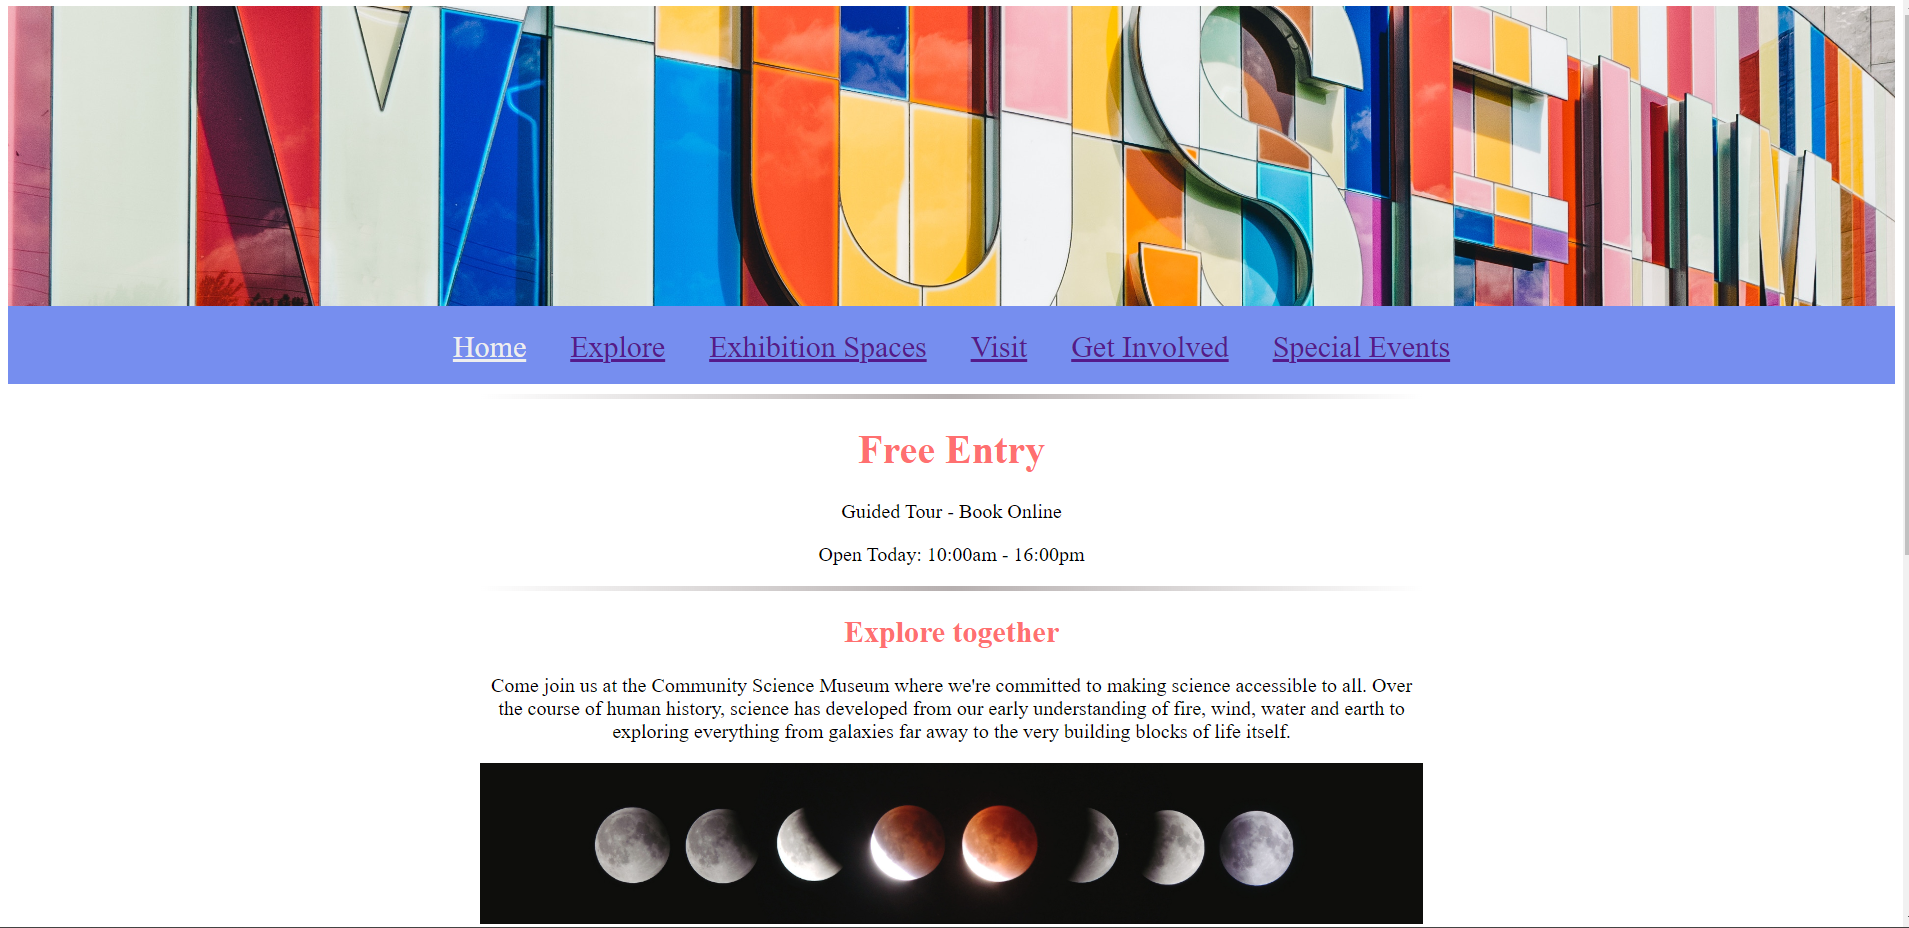 MUSEUM
Home Explore Exhibition Spaces Visit Get Involved Special Events
Free Entry
Guided Tour - Book Online
Open Today: 10:00am - 16:00pm
Explore together
Come join us at the Community Science Museum where we're committed to making science accessible to all. Over
the course of human history, science has developed from our early understanding of fire, wind, water and earth to
exploring everything from galaxies far away to the very building blocks of life itself.